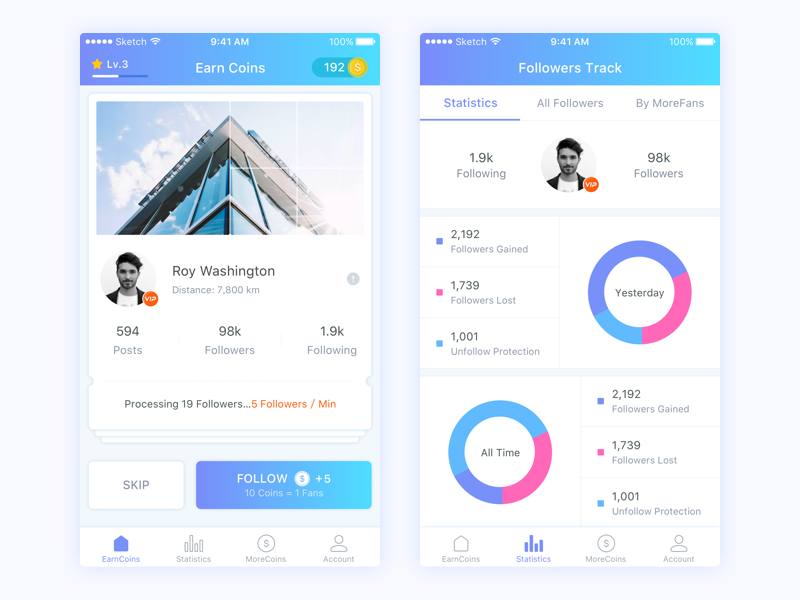 Sketch 9:41 AM 100%
Lv.3 Earn Coins 192 $
Roy Washington
VIP
Distance: 7,800 km
594 98k 1.9k
Posts Followers Following
Processing 19 Followers...5 Followers / Min
SKIP
FOLLOW $ +5
10 Coins = 1 Fans
EarnCoins Statistics MoreCoins Account
Sketch 9:41 AM 100%
Followers Track
Statistics All Followers By MoreFans
1.9k 98k
Following Followers
VIP
2,192
Followers Gained
1,739
Followers Lost
1,001
Unfollow Protection
Yesterday
All Time
2,192
Followers Gained
1,739
Followers Lost
1,001
Unfollow Protection
EarnCoins Statistics MoreCoins Account